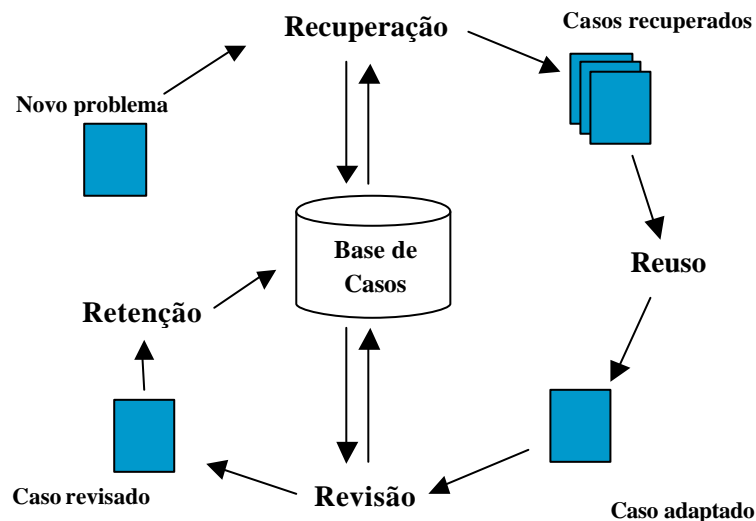 Recuperação
Casos recuperados
Novo problema
Base de
Casos
Reuso
Retenção
Caso revisado
Revisão
Caso adaptado